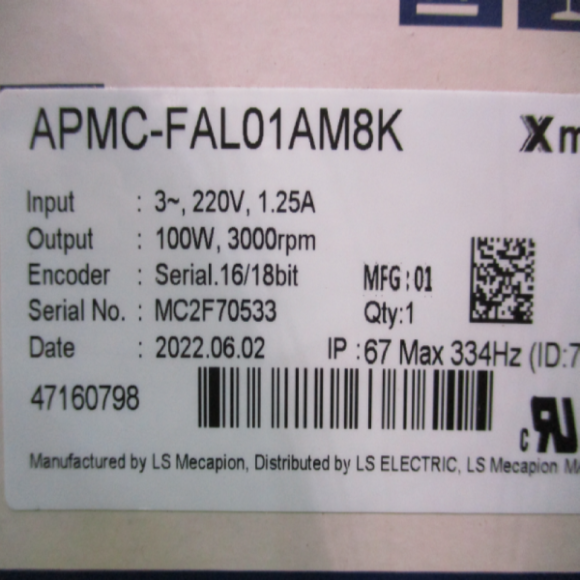 APMC-FAL01AM8K
Xm
Input : 3~, 220V, 1.25A
Output : 100W, 3000rpm
Encoder : Serial.16/18bit
MFG:01
Serial No. : MC2F70533
Qty:1
Date : 2022.06.02
IP :67 Max 334Hz (ID:7
47160798
c RU
Manufactured by LS Mecapion, Distributed by LS ELECTRIC, LS Mecapion MA